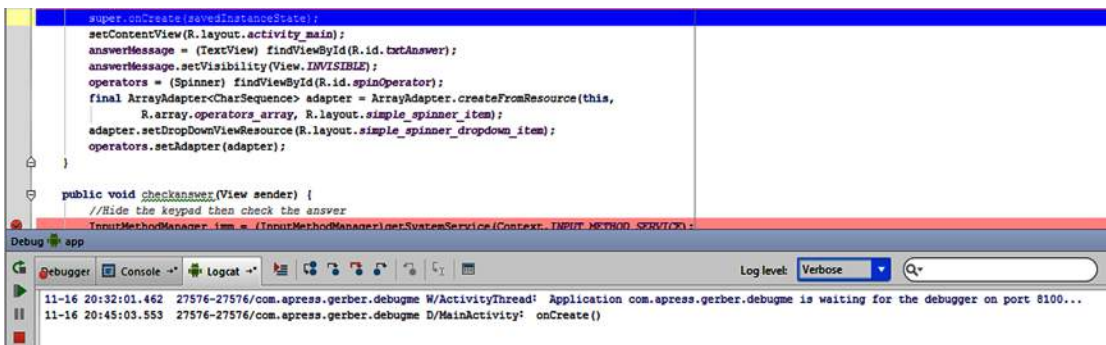 super.onCreate(savedInstanceState);
setContentView(R.layout.activity_main);
answerMessage = (TextView) findViewById(R.id.txtAnswer);
answerMessage.setVisibility(View.INVISIBLE);
operators = (Spinner) findViewById(R.id.spinOperator);
final ArrayAdapter<CharSequence> adapter = ArrayAdapter.createFromResource(this,
R.array.operators_array, R.layout.simple_spinner_item);
adapter.setDropDownViewResource(R.layout.simple_spinner_dropdown_item);
operators.setAdapter(adapter);
}
public void checkanswer(View sender) {
//Hide the keypad then check the answer
InputMethodManager imm = (InputMethodManager)getSystemService(Context.INPUT_METHOD_SERVICE);
Debug app
Debugger Console Logcat Log level: Verbose
11-16 20:32:01.462 27576-27576/com.apress.gerber.debugme W/ActivityThread: Application com.apress.gerber.debugme is waiting for the debugger on port 8100...
11-16 20:45:03.553 27576-27576/com.apress.gerber.debugme D/MainActivity: onCreate()